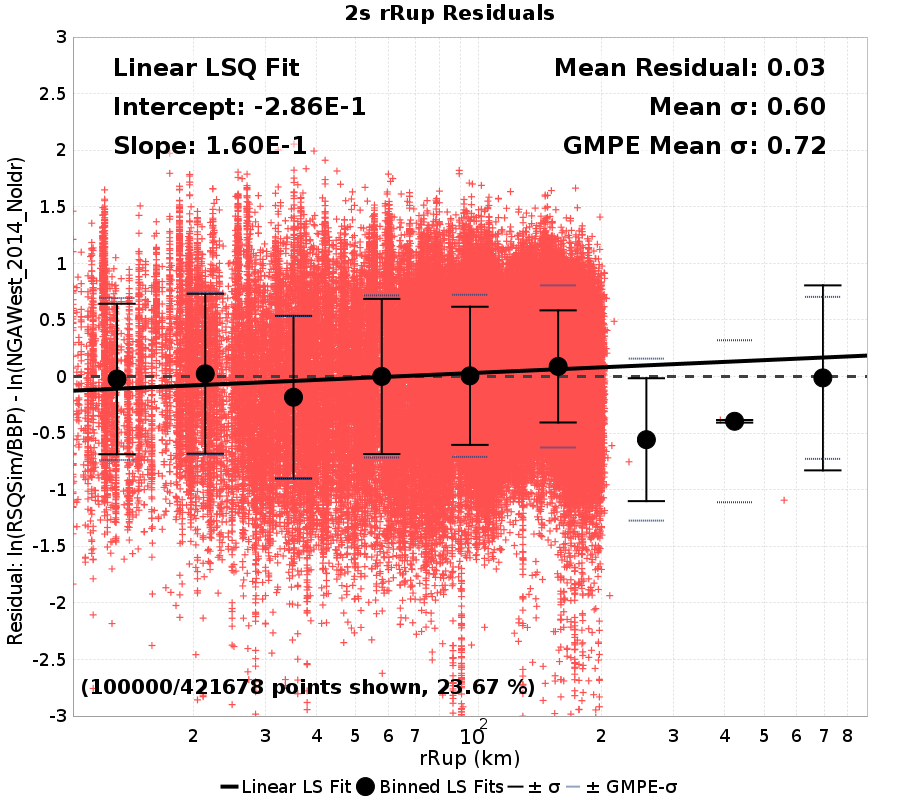 2s rRup Residuals
Linear LSQ Fit
Intercept: -2.86E-1
Slope: 1.60E-1
Mean Residual: 0.03
Mean σ: 0.60
GMPE Mean σ: 0.72
Residual: ln(RSQSim/BBP) - ln(NGAWest_2014_NoIdr)
3
2.5
2
1.5
1
0.5
0
-0.5
-1
-1.5
-2
-2.5
-3
(100000/421678 points shown, 23.67 %)
2 3 4 5 6 7 10^2 2 3 4 5 6 7 8
rRup (km)
Linear LS Fit Binned LS Fits ± σ ± GMPE-σ